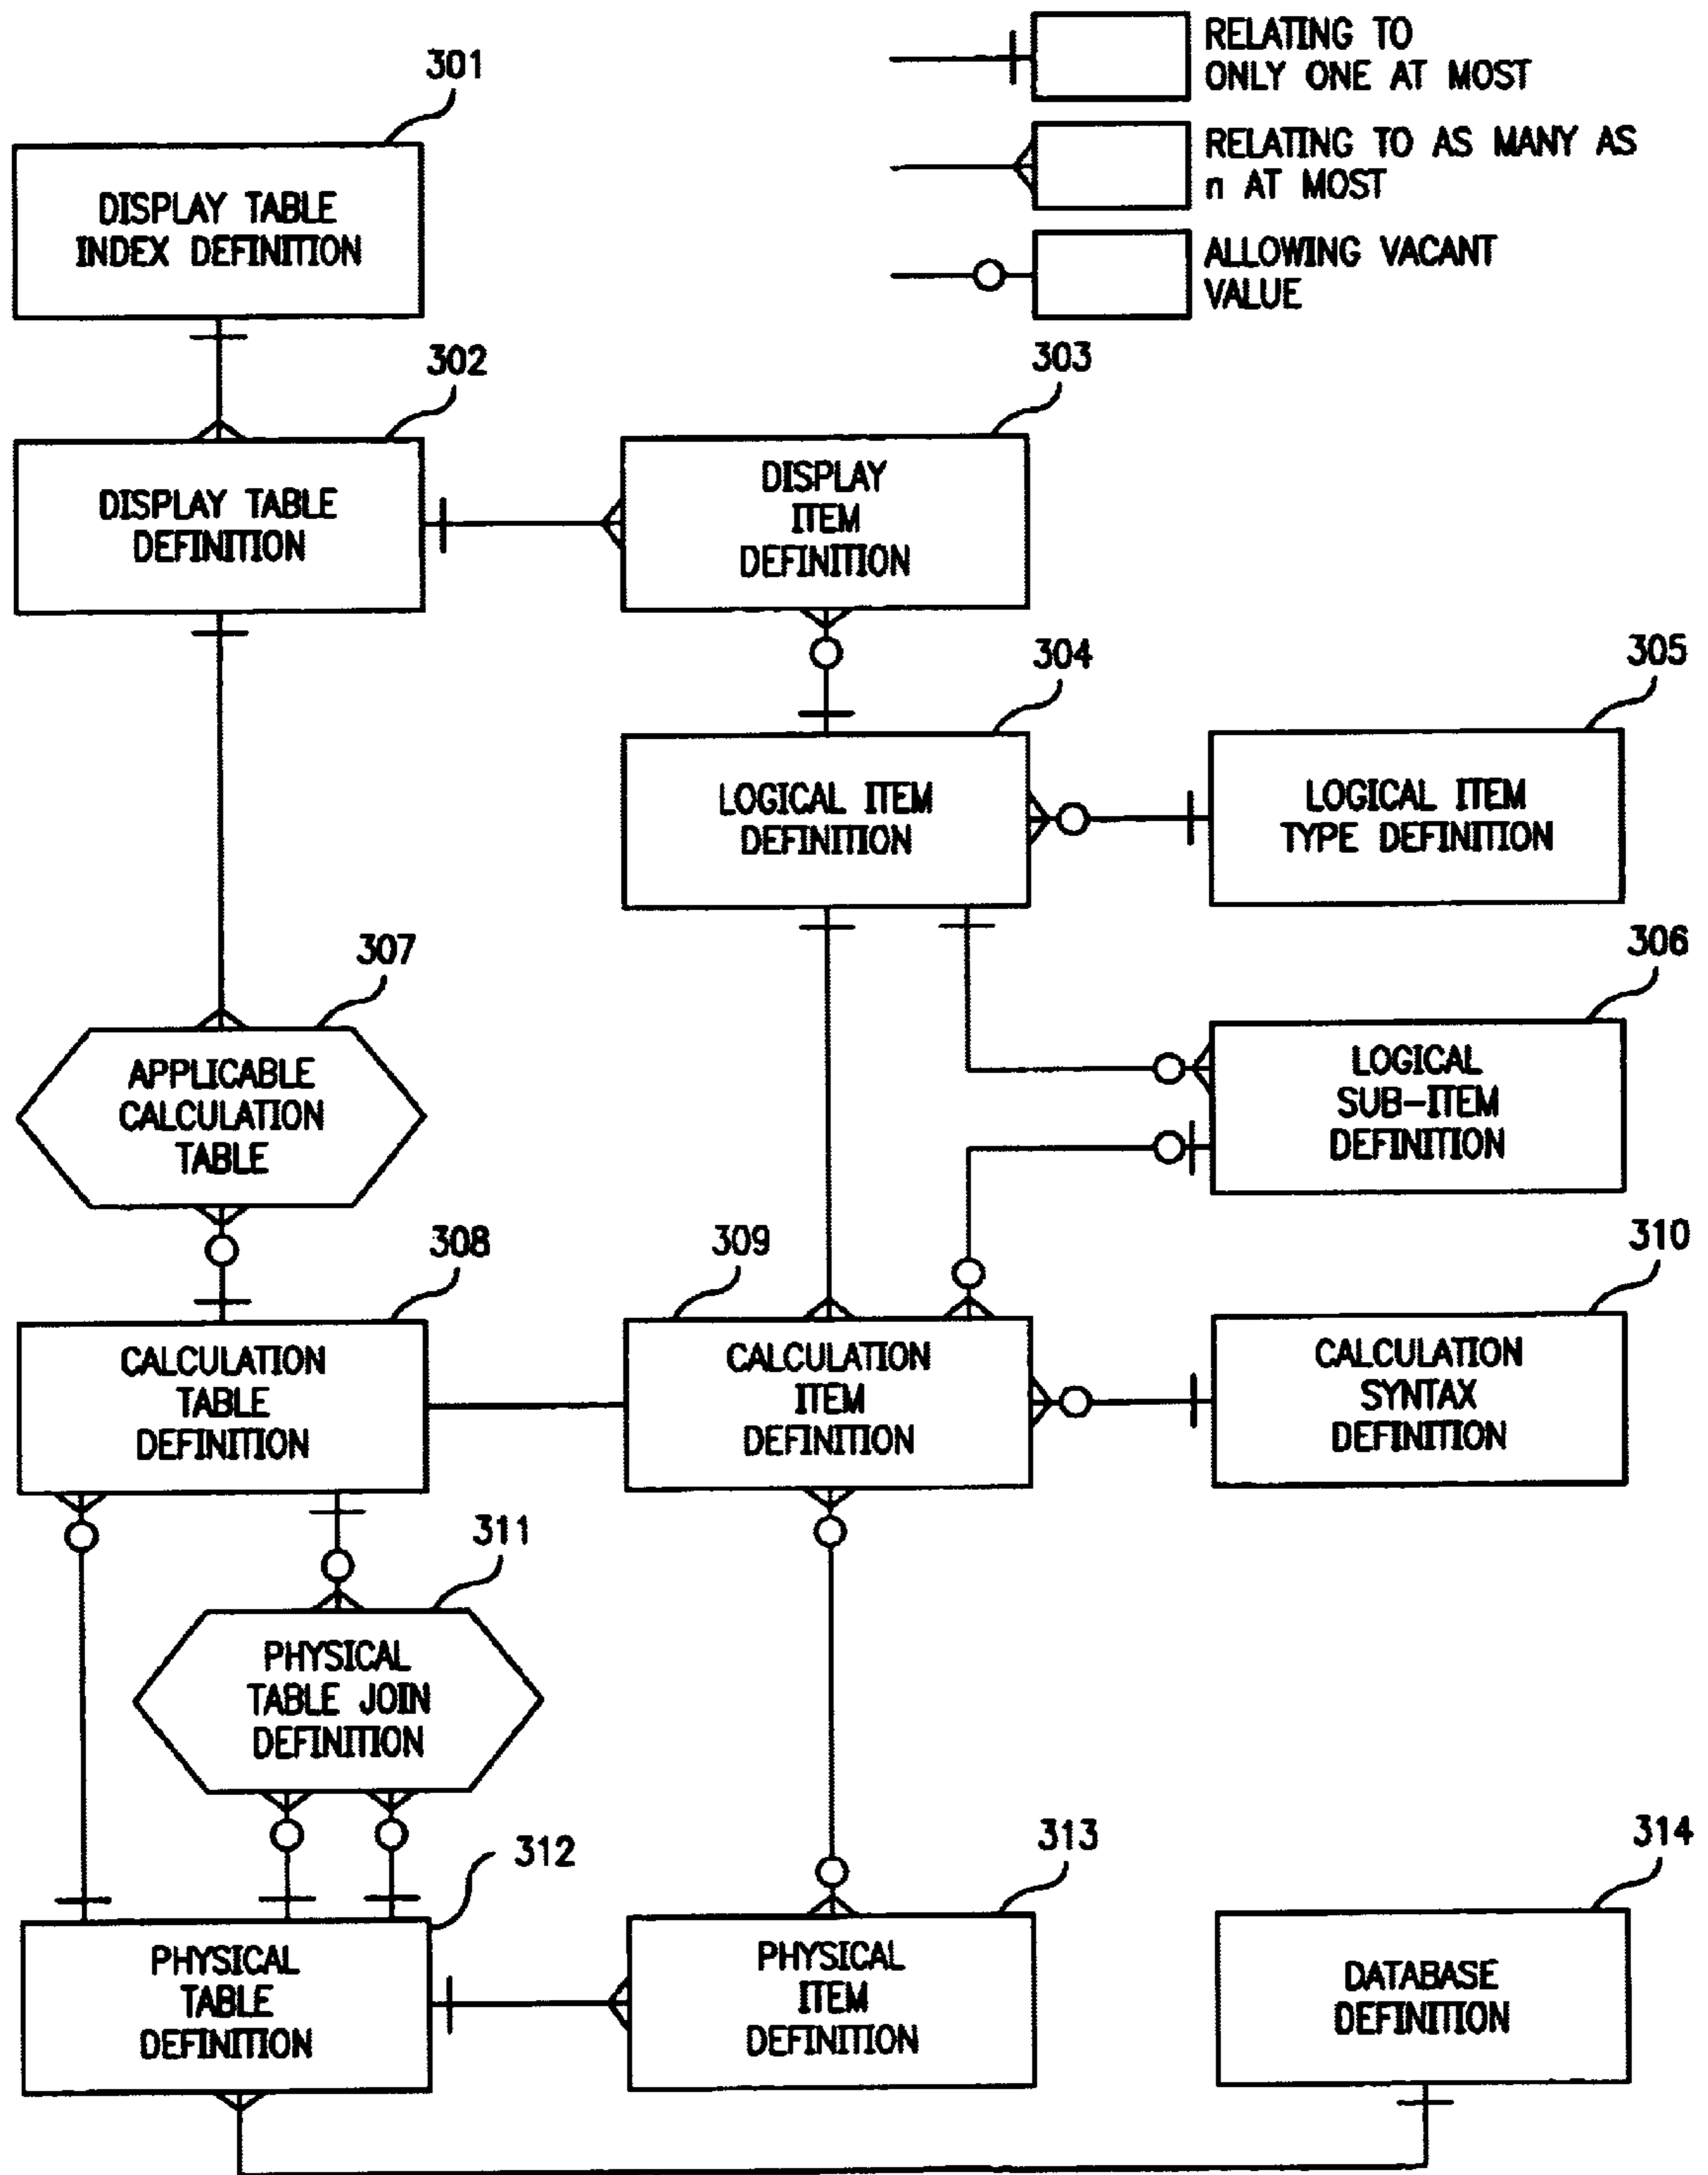 RELATING TO
ONLY ONE AT MOST
RELATING TO AS MANY AS
n AT MOST
ALLOWING VACANT
VALUE
301
DISPLAY TABLE
INDEX DEFINITION
302
DISPLAY TABLE
DEFINITION
303
DISPLAY
ITEM
DEFINITION
304
LOGICAL ITEM
DEFINITION
305
LOGICAL ITEM
TYPE DEFINITION
306
LOGICAL
SUB-ITEM
DEFINITION
307
APPLICABLE
CALCULATION
TABLE
308
CALCULATION
TABLE
DEFINITION
309
CALCULATION
ITEM
DEFINITION
310
CALCULATION
SYNTAX
DEFINITION
311
PHYSICAL
TABLE JOIN
DEFINITION
312
PHYSICAL
TABLE
DEFINITION
313
PHYSICAL
ITEM
DEFINITION
314
DATABASE
DEFINITION